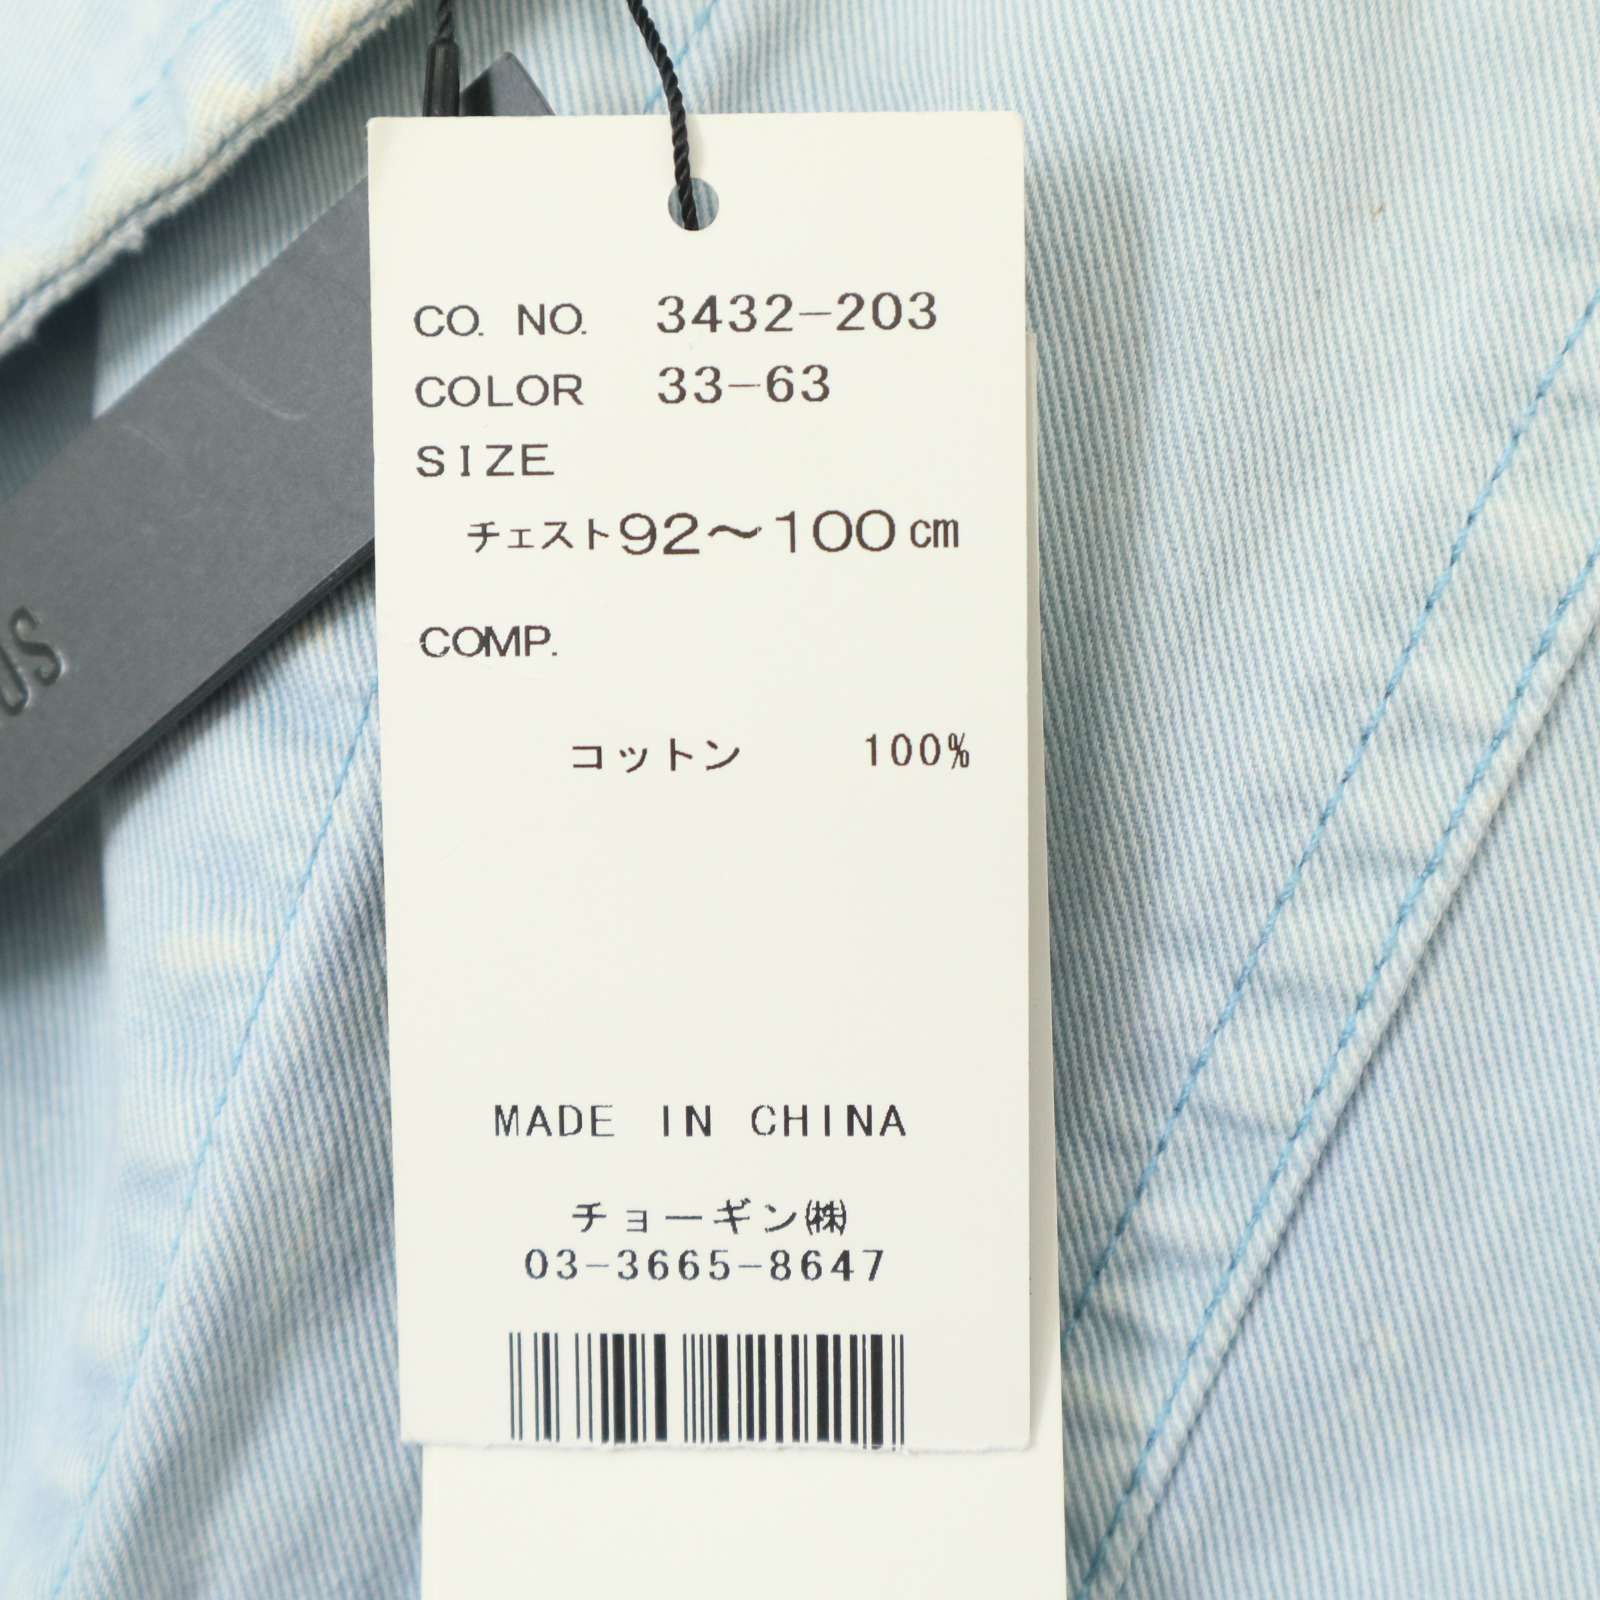 CO. NO. 3432-203
COLOR 33-63
SIZE
チェスト92〜100cm
COMP.
コットン 100%
MADE IN CHINA
チョーギン㈱
03-3665-8647